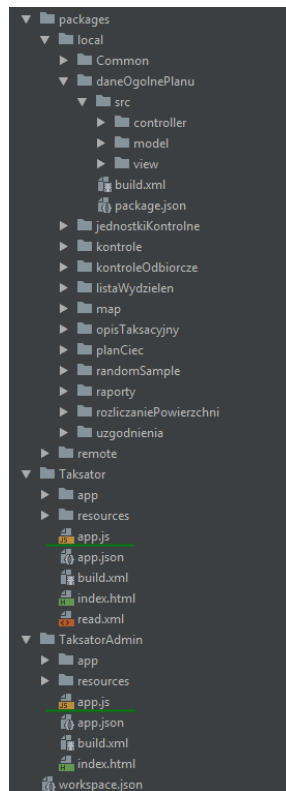 packages
local
Common
daneOgolnePlanu
src
controller
model
view
build.xml
package.json
jednostkiKontrolne
kontrole
kontroleOdbiorcze
listaWydzielen
map
opisTaksacyjny
planCiec
randomSample
raporty
rozliczaniePowierzchni
uzgodnienia
remote
Taksator
app
resources
app.js
app.json
build.xml
index.html
read.xml
TaksatorAdmin
app
resources
app.js
app.json
build.xml
index.html
workspace.json